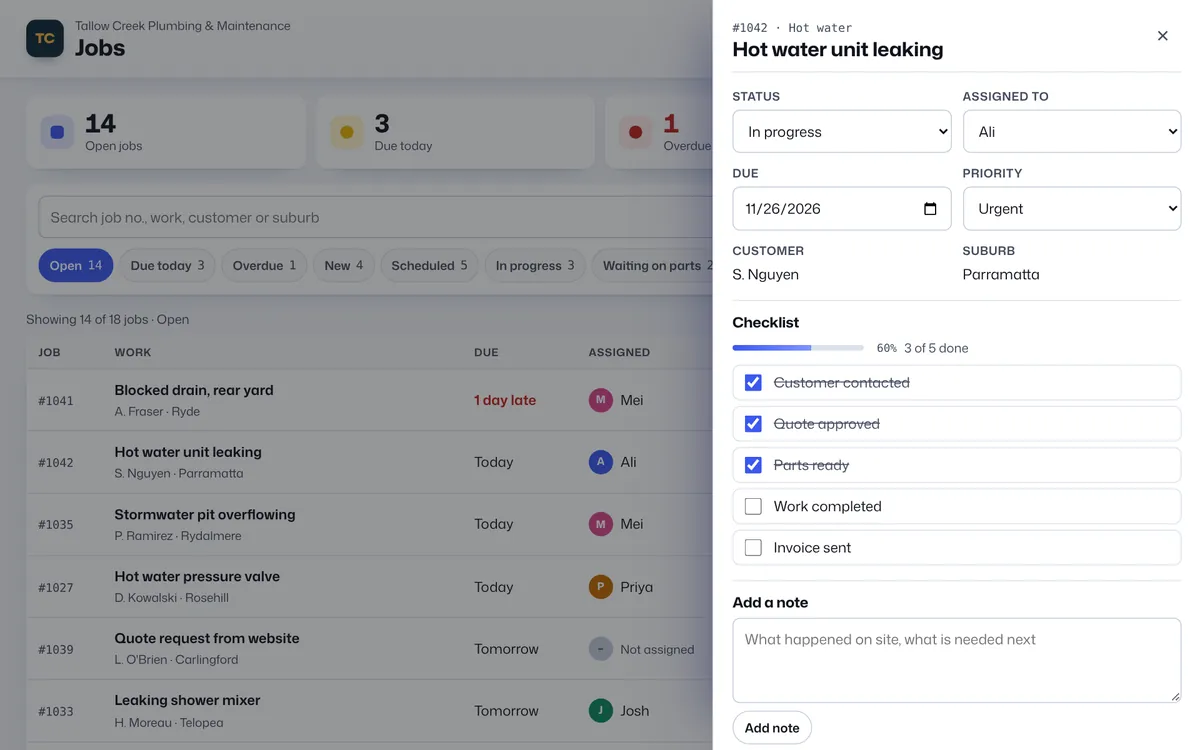 TC
Tallow Creek Plumbing & Maintenance
Jobs
14
Open jobs
3
Due today
1
Overdue
Search job no., work, customer or suburb
Open 14
Due today 3
Overdue 1
New 4
Scheduled 5
In progress 3
Waiting on parts 2
Showing 14 of 18 jobs · Open
JOB WORK DUE ASSIGNED
#1041 Blocked drain, rear yard 1 day late M Mei
A. Fraser · Ryde
#1042 Hot water unit leaking Today A Ali
S. Nguyen · Parramatta
#1035 Stormwater pit overflowing Today M Mei
P. Ramirez · Rydalmere
#1027 Hot water pressure valve Today P Priya
D. Kowalski · Rosehill
#1039 Quote request from website Tomorrow – Not assigned
L. O'Brien · Carlingford
#1033 Leaking shower mixer Tomorrow J Josh
H. Moreau · Telopea
#1042 · Hot water
Hot water unit leaking
STATUS ASSIGNED TO
In progress Ali
DUE PRIORITY
11/26/2026 Urgent
CUSTOMER SUBURB
S. Nguyen Parramatta
Checklist
60% 3 of 5 done
Customer contacted
Quote approved
Parts ready
Work completed
Invoice sent
Add a note
What happened on site, what is needed next
Add note